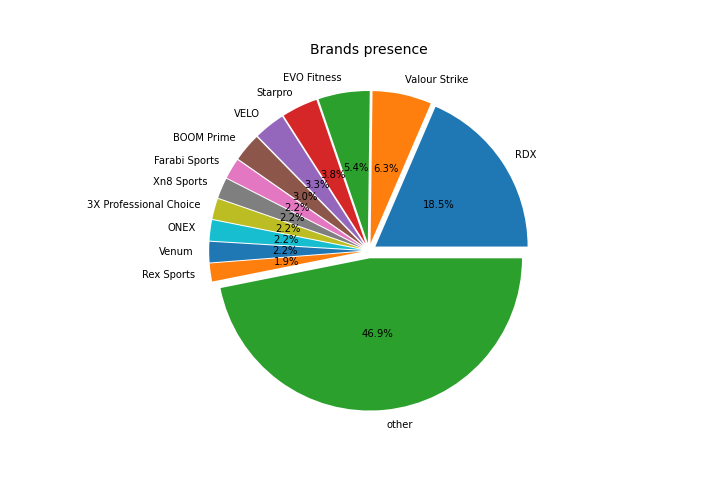 Brands presence
EVO Fitness
Valour Strike
Starpro
VELO
BOOM Prime
RDX
Farabi Sports
5.4%
6.3%
3.8%
Xn8 Sports
3.3%
3.0%
3X Professional Choice
18.5%
2.2%
2.2%
ONEX
2.2%
2.2%
Venum
2.2%
Rex Sports
1.9%
46.9%
other